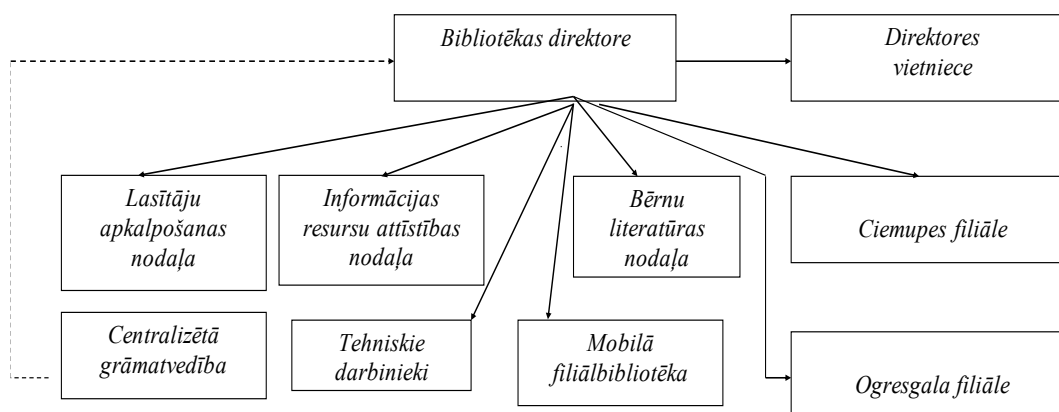 Bibliotēkas direktore
Direktores
vietniece
Lasītāju
apkalpošanas
nodaļa
Informācijas
resursu attīstības
nodaļa
Bērnu
literatūras
nodaļa
Ciemupes filiāle
Centralizētā
grāmatvedība
Tehniskie
darbinieki
Mobilā
filiālbibliotēka
Ogresgala filiāle